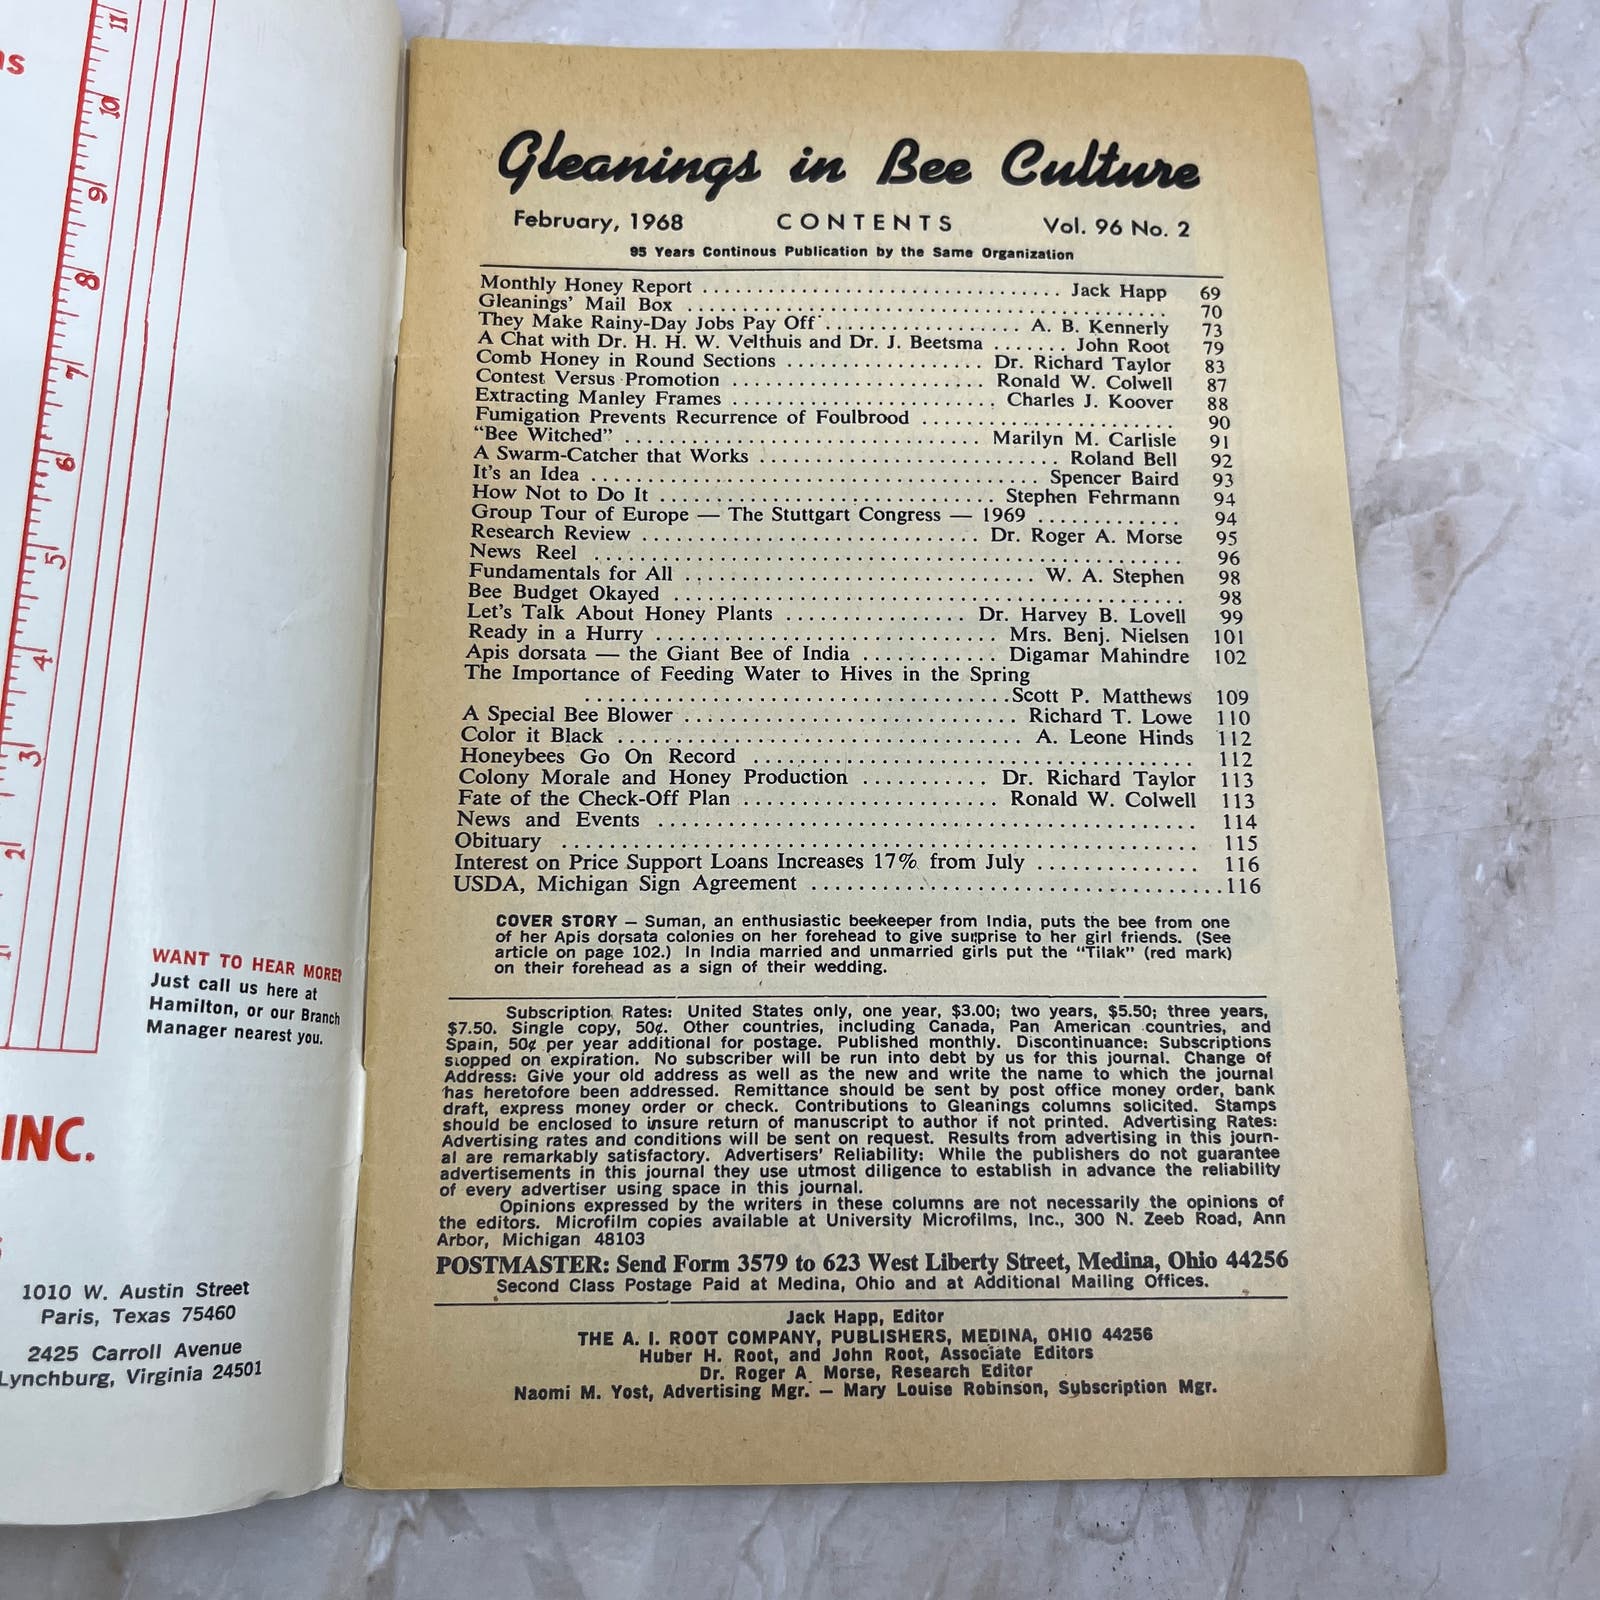 ns
11
10
9
8
7
6
5
4
3
2
1
WANT TO HEAR MORE?
Just call us here at
Hamilton, or our Branch
Manager nearest you.
INC.
1010 W. Austin Street
Paris, Texas 75460
2425 Carroll Avenue
Lynchburg, Virginia 24501
Gleanings in Bee Culture
February, 1968 CONTENTS Vol. 96 No. 2
95 Years Continous Publication by the Same Organization
Monthly Honey Report ................................. Jack Happ 69
Gleanings' Mail Box ............................................. 70
They Make Rainy-Day Jobs Pay Off .................. A. B. Kennerly 73
A Chat with Dr. H. H. W. Velthuis and Dr. J. Beetsma ....... John Root 79
Comb Honey in Round Sections .................. Dr. Richard Taylor 83
Contest Versus Promotion ....................... Ronald W. Colwell 87
Extracting Manley Frames ........................ Charles J. Koover 88
Fumigation Prevents Recurrence of Foulbrood ....................... 90
"Bee Witched" ................................ Marilyn M. Carlisle 91
A Swarm-Catcher that Works ............................ Roland Bell 92
It's an Idea ......................................... Spencer Baird 93
How Not to Do It .............................. Stephen Fehrmann 94
Group Tour of Europe — The Stuttgart Congress — 1969 ............. 94
Research Review .............................. Dr. Roger A. Morse 95
News Reel ..................................................... 96
Fundamentals for All ................................ W. A. Stephen 98
Bee Budget Okayed .............................................. 98
Let's Talk About Honey Plants ................. Dr. Harvey B. Lovell 99
Ready in a Hurry .............................. Mrs. Benj. Nielsen 101
Apis dorsata — the Giant Bee of India ............ Digamar Mahindre 102
The Importance of Feeding Water to Hives in the Spring
....................................... Scott P. Matthews 109
A Special Bee Blower .............................. Richard T. Lowe 110
Color it Black ..................................... A. Leone Hinds 112
Honeybees Go On Record ........................................ 112
Colony Morale and Honey Production ........... Dr. Richard Taylor 113
Fate of the Check-Off Plan ....................... Ronald W. Colwell 113
News and Events ............................................... 114
Obituary ...................................................... 115
Interest on Price Support Loans Increases 17% from July ............... 116
USDA, Michigan Sign Agreement .....................................116
COVER STORY — Suman, an enthusiastic beekeeper from India, puts the bee from one
of her Apis dorsata colonies on her forehead to give surprise to her girl friends. (See
article on page 102.) In India married and unmarried girls put the "Tilak" (red mark)
on their forehead as a sign of their wedding.
Subscription Rates: United States only, one year, $3.00; two years, $5.50; three years,
$7.50. Single copy, 50¢. Other countries, including Canada, Pan American countries, and
Spain, 50¢ per year additional for postage. Published monthly. Discontinuance: Subscriptions
stopped on expiration. No subscriber will be run into debt by us for this journal. Change of
Address: Give your old address as well as the new and write the name to which the journal
has heretofore been addressed. Remittance should be sent by post office money order, bank
draft, express money order or check. Contributions to Gleanings columns solicited. Stamps
should be enclosed to insure return of manuscript to author if not printed. Advertising Rates:
Advertising rates and conditions will be sent on request. Results from advertising in this journ-
al are remarkably satisfactory. Advertisers' Reliability: While the publishers do not guarantee
advertisements in this journal they use utmost diligence to establish in advance the reliability
of every advertiser using space in this journal.
Opinions expressed by the writers in these columns are not necessarily the opinions of
the editors. Microfilm copies available at University Microfilms, Inc., 300 N. Zeeb Road, Ann
Arbor, Michigan 48103
POSTMASTER: Send Form 3579 to 623 West Liberty Street, Medina, Ohio 44256
Second Class Postage Paid at Medina, Ohio and at Additional Mailing Offices.
Jack Happ, Editor
THE A. I. ROOT COMPANY, PUBLISHERS, MEDINA, OHIO 44256
Huber H. Root, and John Root, Associate Editors
Dr. Roger A. Morse, Research Editor
Naomi M. Yost, Advertising Mgr. — Mary Louise Robinson, Subscription Mgr.